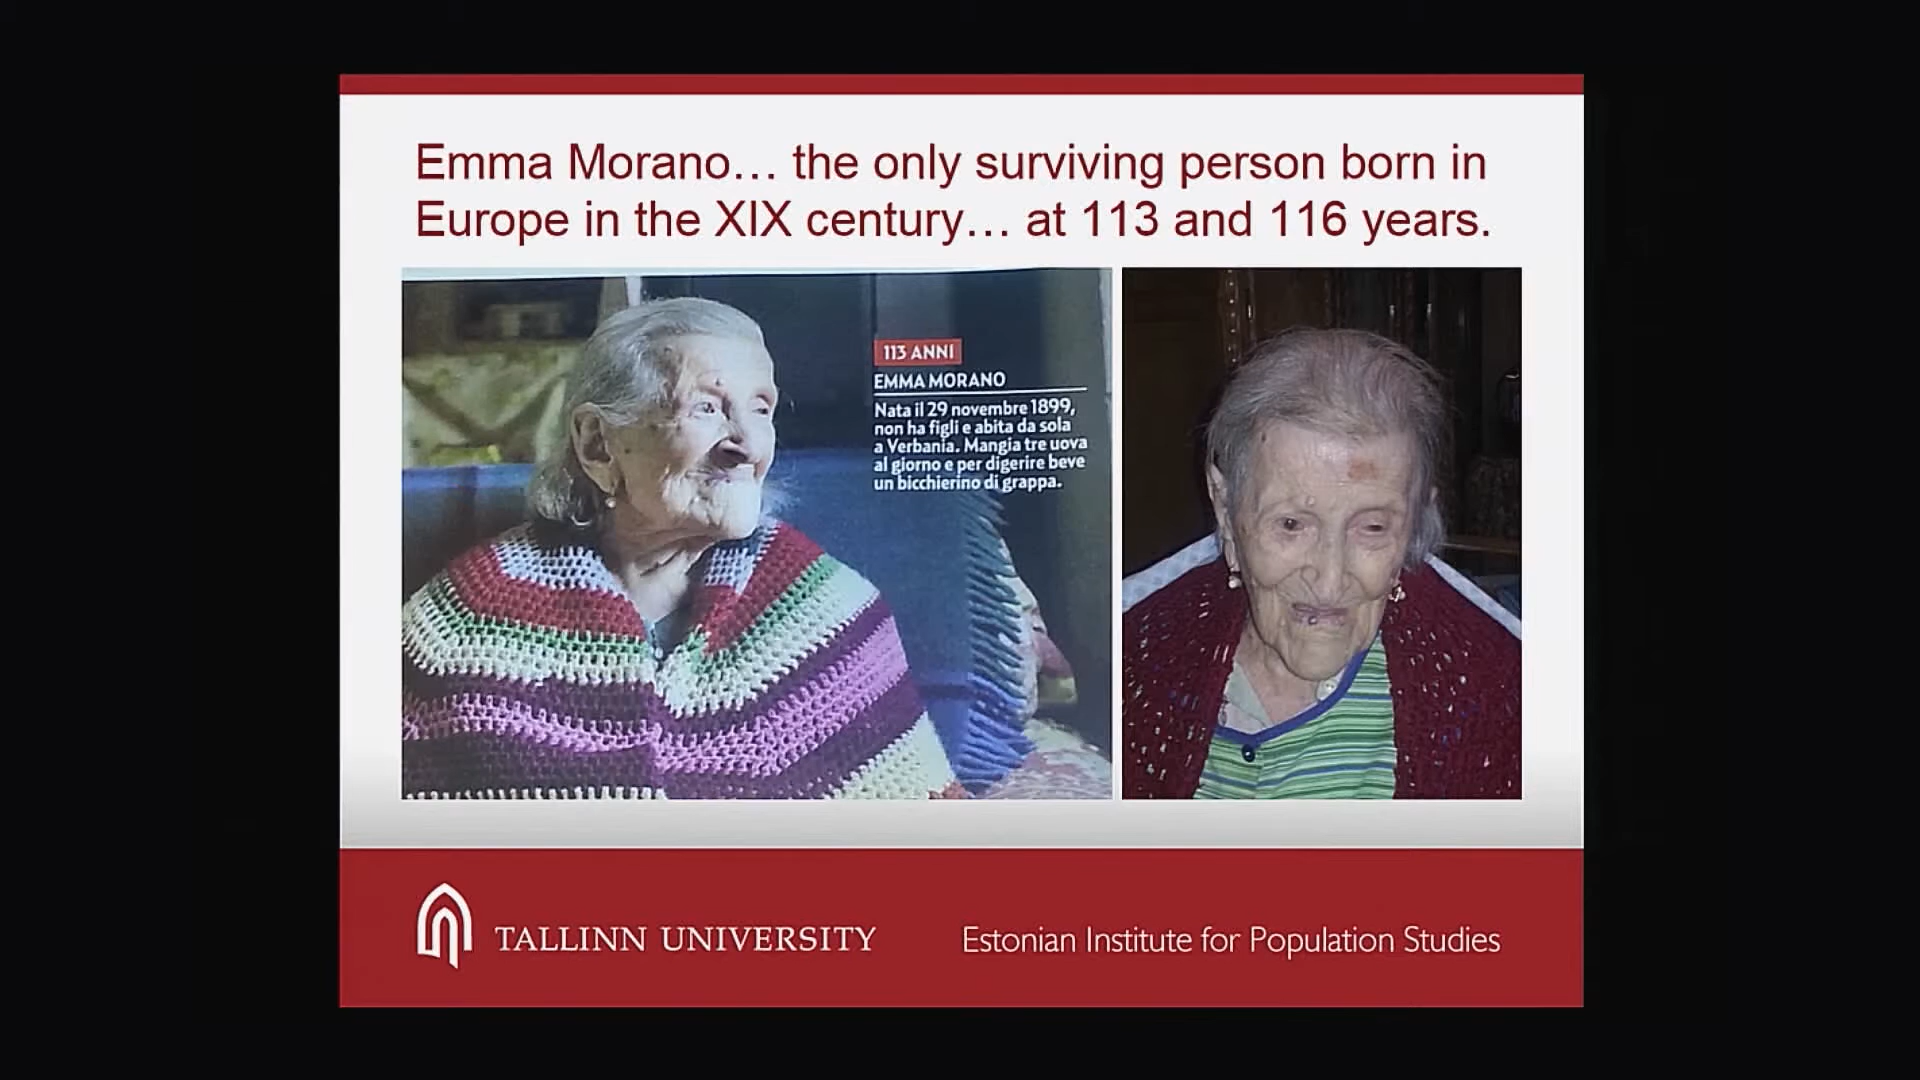 Emma Morano… the only surviving person born in
Europe in the XIX century… at 113 and 116 years.
113 ANNI
EMMA MORANO
Nata il 29 novembre 1899,
non ha figli e abita da sola
a Verbania. Mangia tre uova
al giorno e per digerire beve
un bicchierino di grappa.
TALLINN UNIVERSITY
Estonian Institute for Population Studies